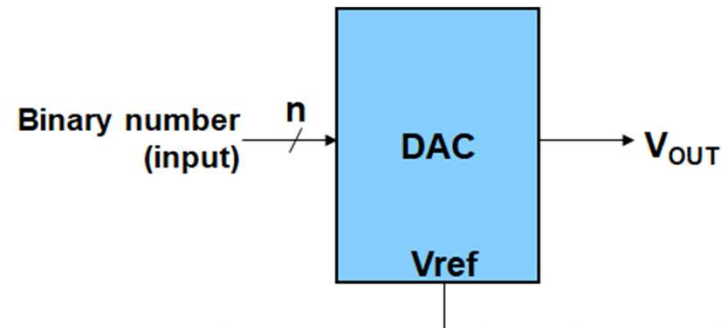 Binary number
(input)
n
DAC
Vref
VOUT